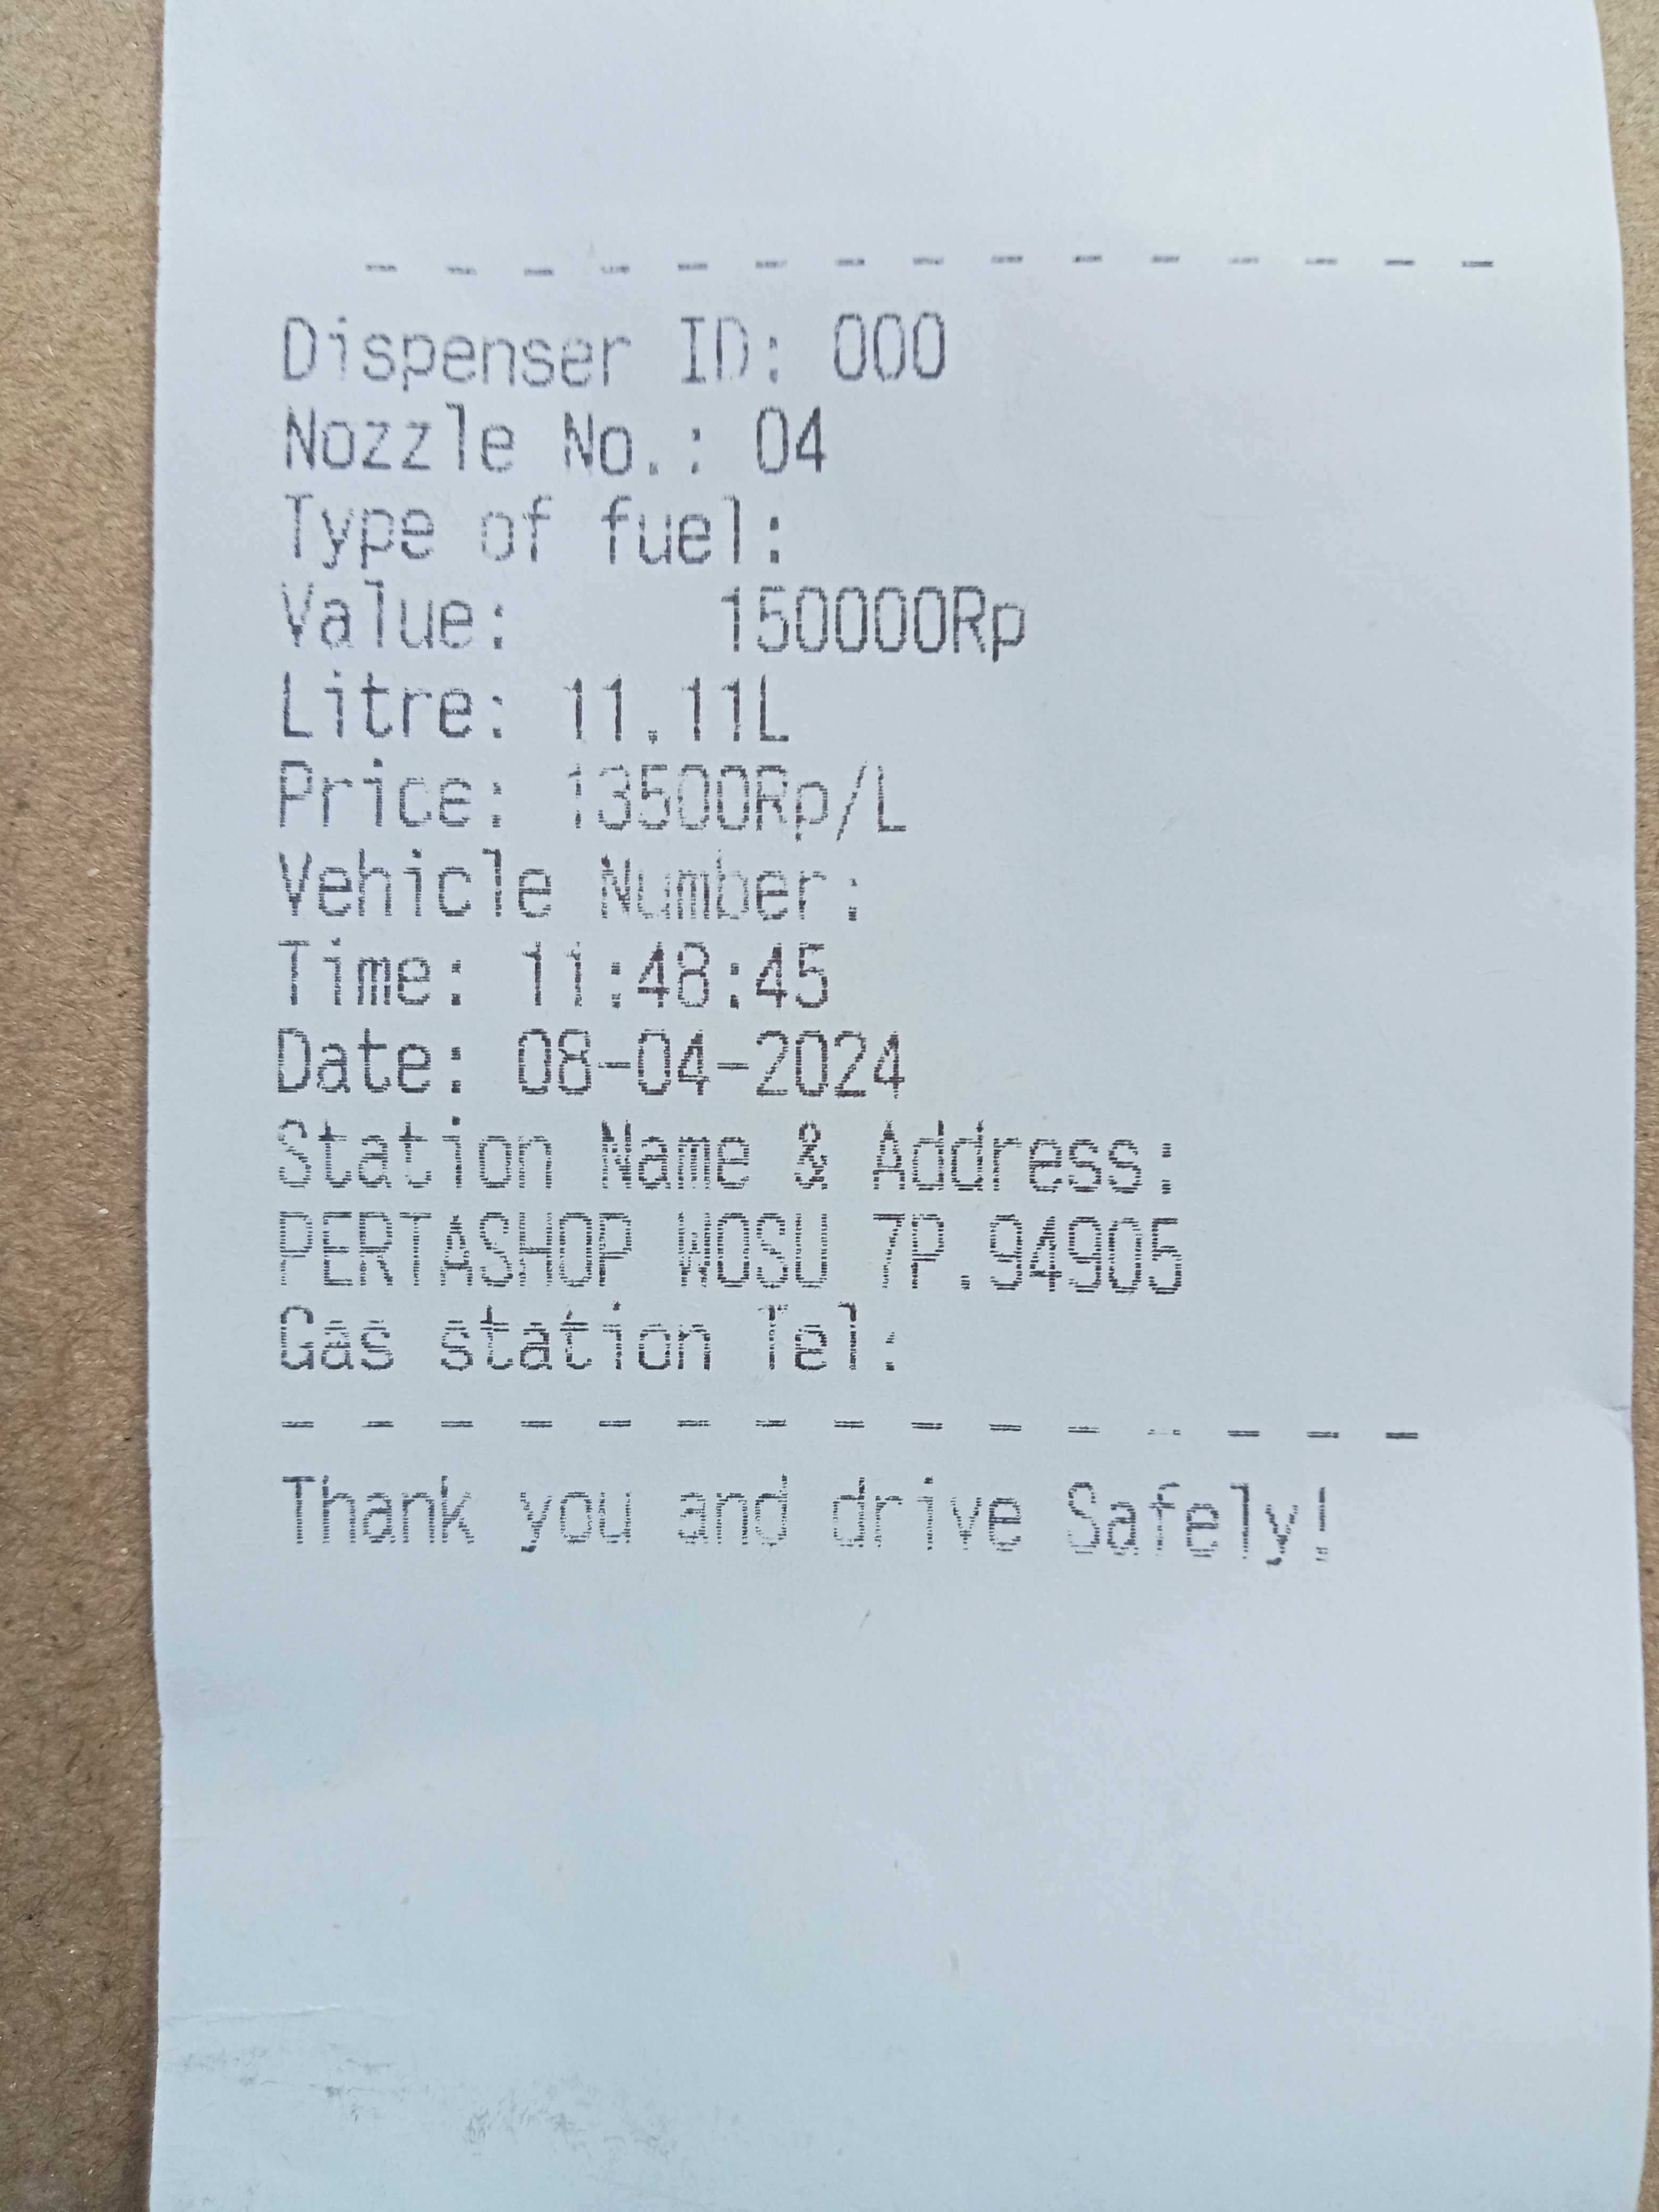 - - - - - - - - - - - - - - -
Dispenser ID: 000
Nozzle No.: 04
Type of fuel:
Value: 150000Rp
Litre: 11.11L
Price: 13500Rp/L
Vehicle Number:
Time: 11:48:45
Date: 08-04-2024
Station Name & Address:
PERTASHOP WOSU 7P.94905
Gas station Tel:
- - - - - - - - - - - - - - -
Thank you and drive Safely!